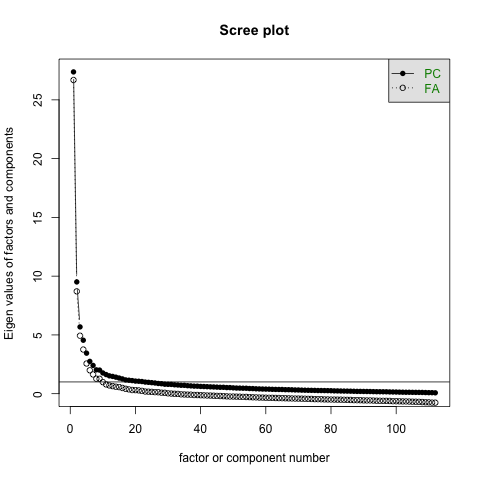 Scree plot
PC
FA
Eigen values of factors and components
0
5
10
15
20
25
0
20
40
60
80
100
factor or component number